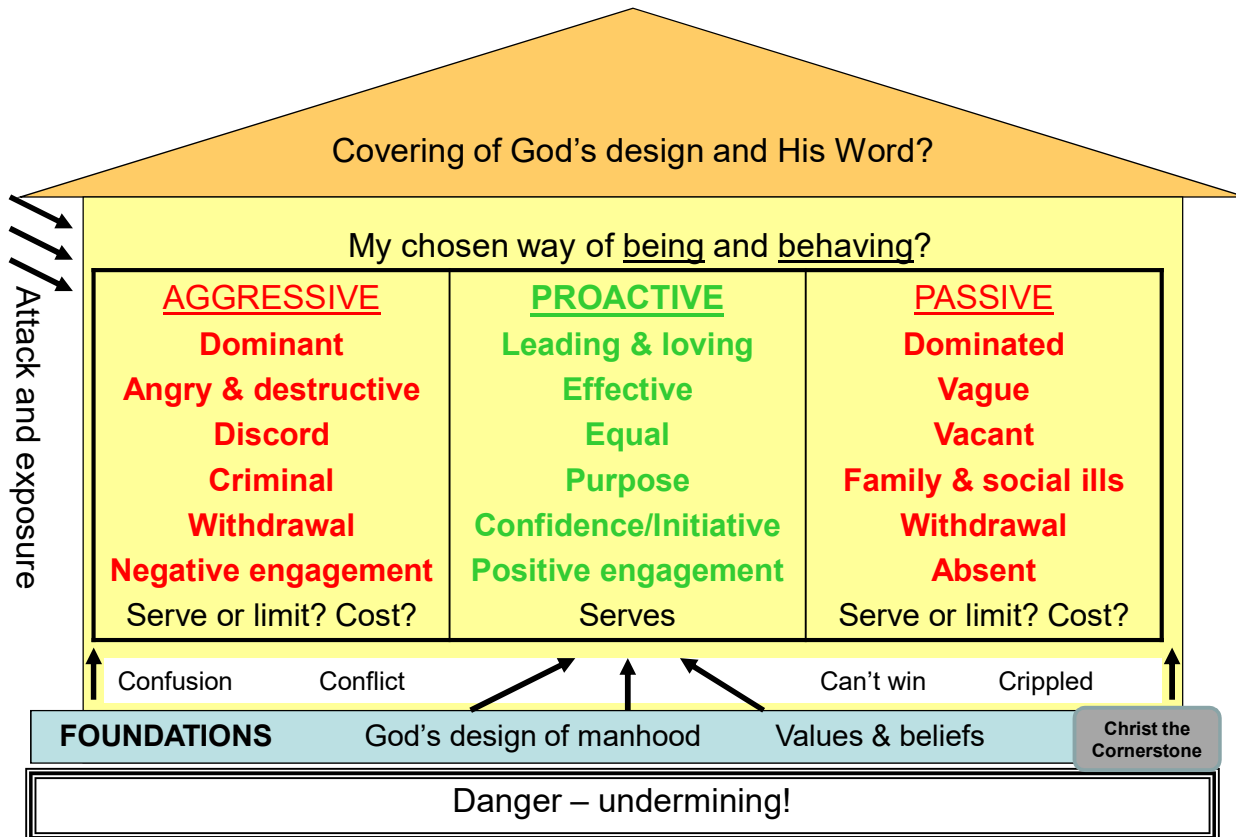 Covering of God's design and His Word?
Attack and exposure
My chosen way of being and behaving?
AGGRESSIVE
Dominant
Angry & destructive
Discord
Criminal
Withdrawal
Negative engagement
Serve or limit? Cost?
PROACTIVE
Leading & loving
Effective
Equal
Purpose
Confidence/Initiative
Positive engagement
Serves
PASSIVE
Dominated
Vague
Vacant
Family & social ills
Withdrawal
Absent
Serve or limit? Cost?
Confusion Conflict Can't win Crippled
FOUNDATIONS God's design of manhood Values & beliefs
Christ the
Cornerstone
Danger – undermining!